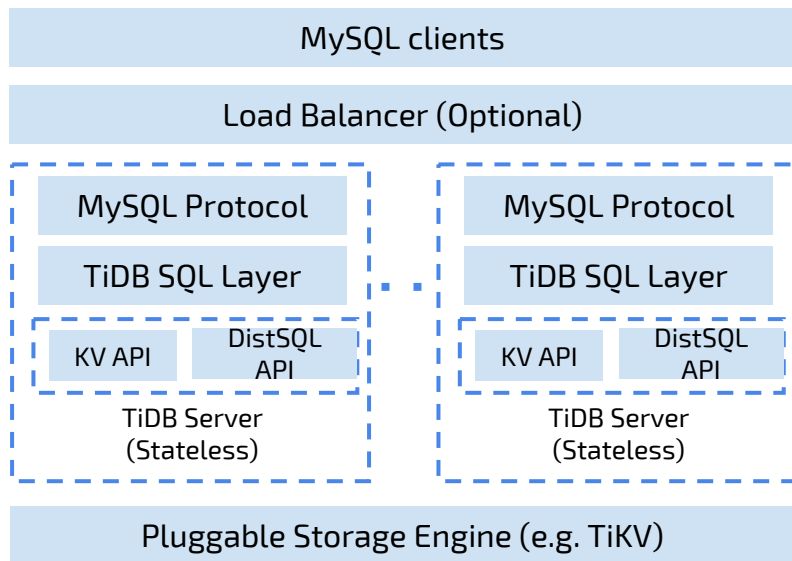 MySQL clients
Load Balancer (Optional)
MySQL Protocol
TiDB SQL Layer
KV API
DistSQL
API
TiDB Server
(Stateless)
MySQL Protocol
TiDB SQL Layer
KV API
DistSQL
API
TiDB Server
(Stateless)
Pluggable Storage Engine (e.g. TiKV)